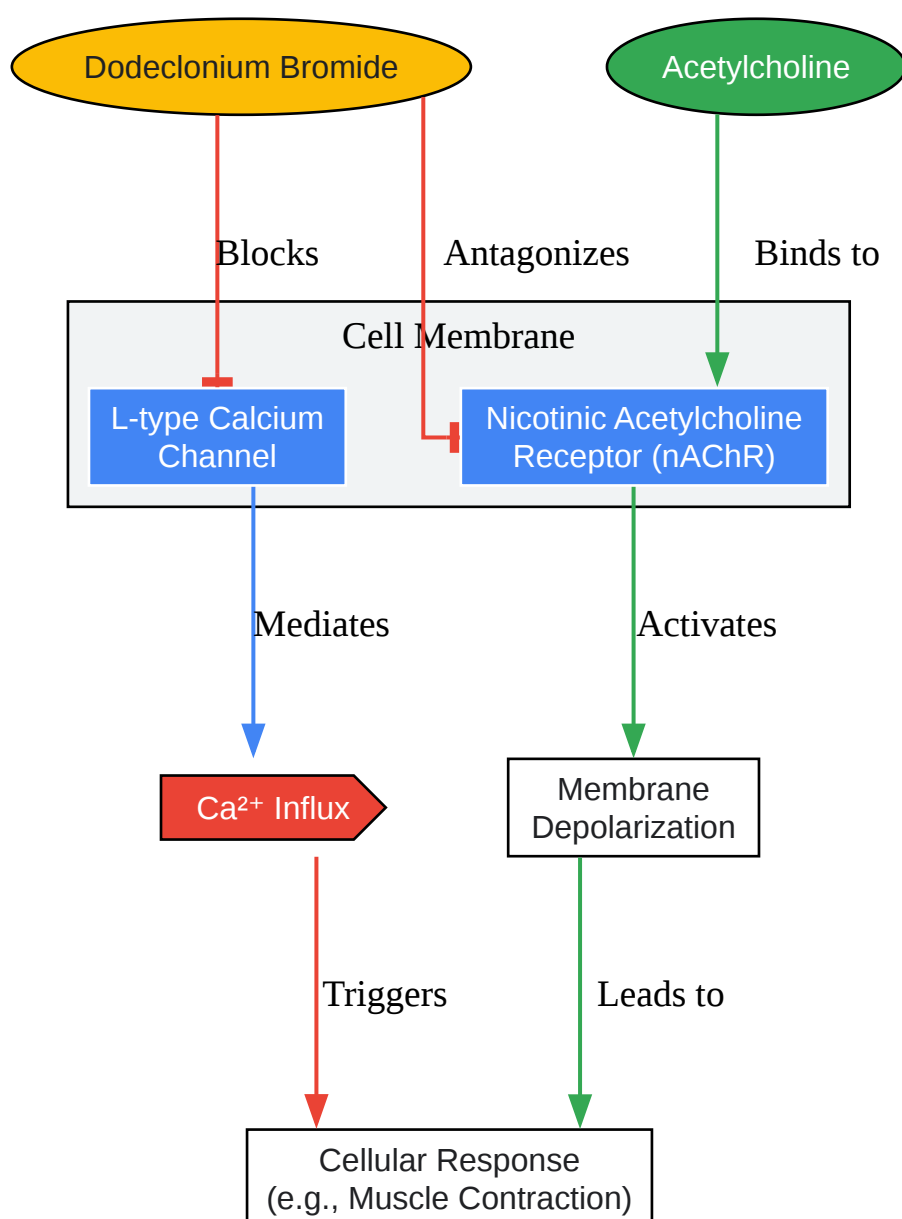 Dodeclonium Bromide
Acetylcholine
Blocks
Antagonizes
Binds to
Cell Membrane
L-type Calcium
Channel
Nicotinic Acetylcholine
Receptor (nAChR)
Mediates
Activates
Ca²⁺ Influx
Membrane
Depolarization
Triggers
Leads to
Cellular Response
(e.g., Muscle Contraction)